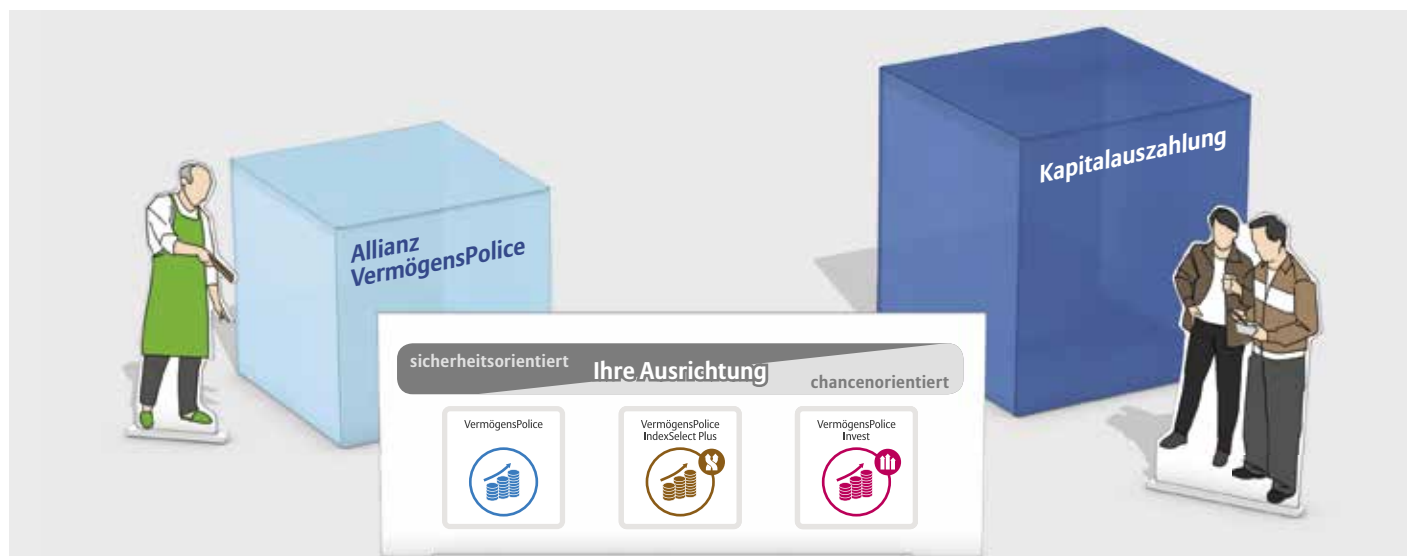 Allianz
VermögensPolice
Kapitalauszahlung
sicherheitsorientiert
Ihre Ausrichtung
chancenorientiert
VermögensPolice
VermögensPolice
IndexSelect Plus
VermögensPolice
Invest